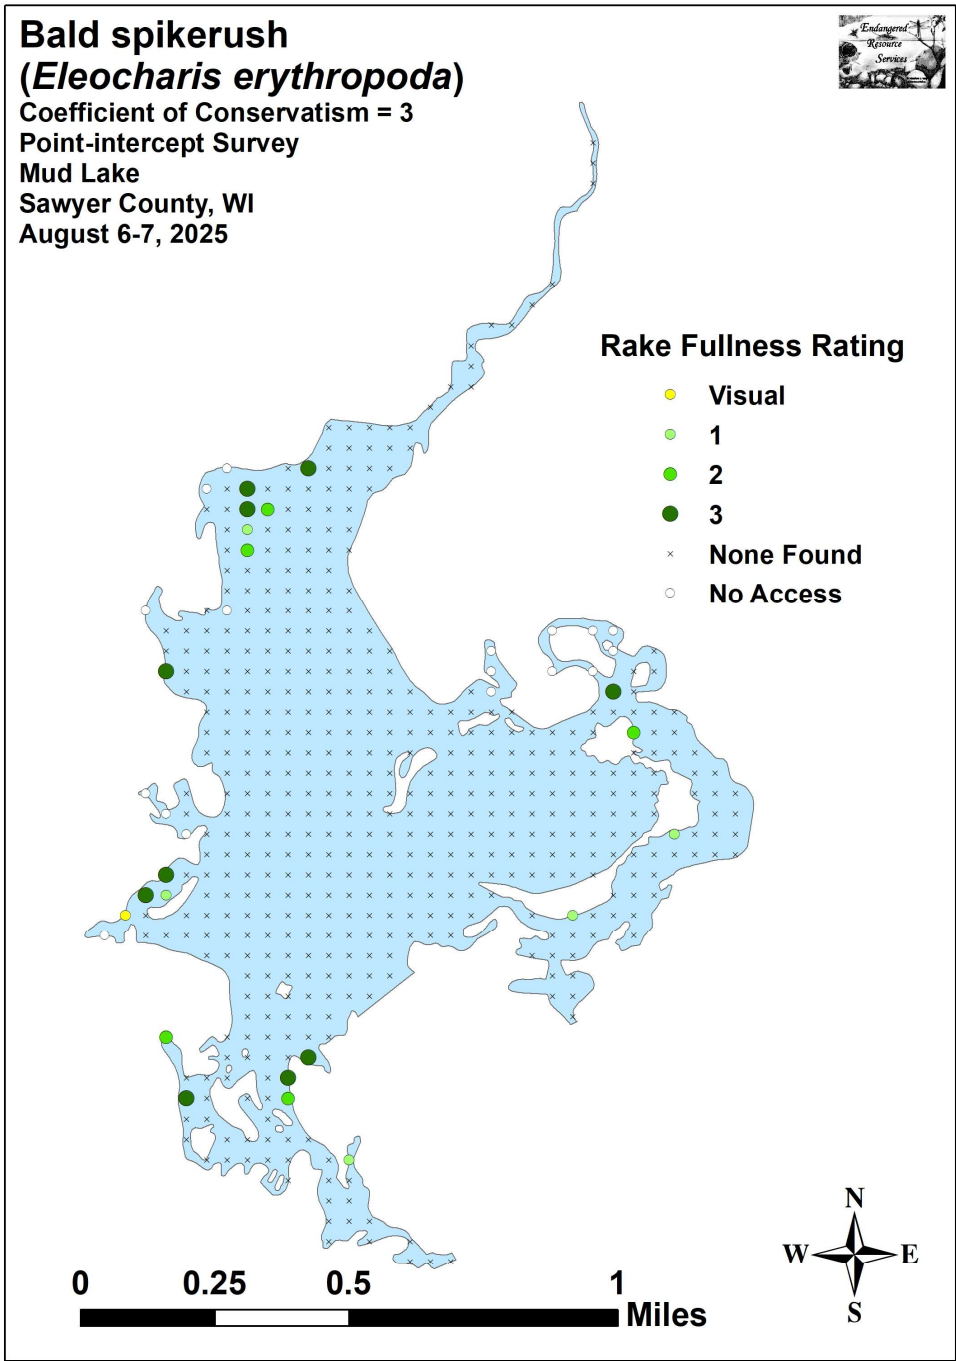 Bald spikerush
(Eleocharis erythropoda)
Coefficient of Conservatism = 3
Point-intercept Survey
Mud Lake
Sawyer County, WI
August 6-7, 2025
Endangered
Resource
Services
Rake Fullness Rating
Visual
1
2
3
None Found
No Access
N
W E
S
0 0.25 0.5 1
Miles